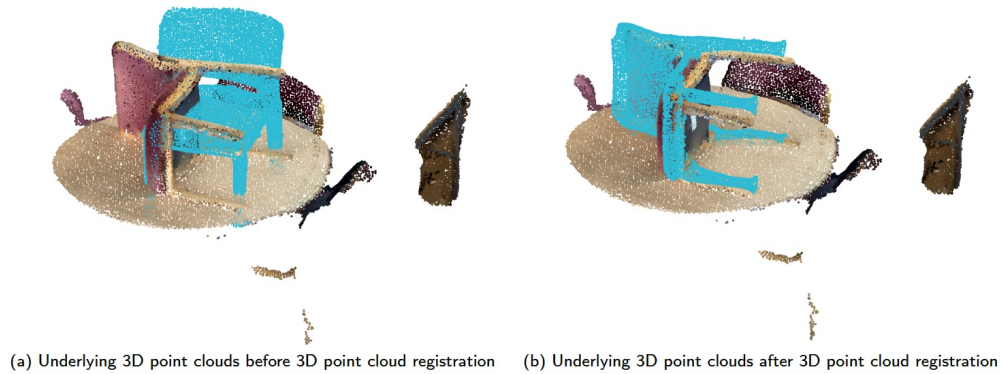 (a) Underlying 3D point clouds before 3D point cloud registration
(b) Underlying 3D point clouds after 3D point cloud registration